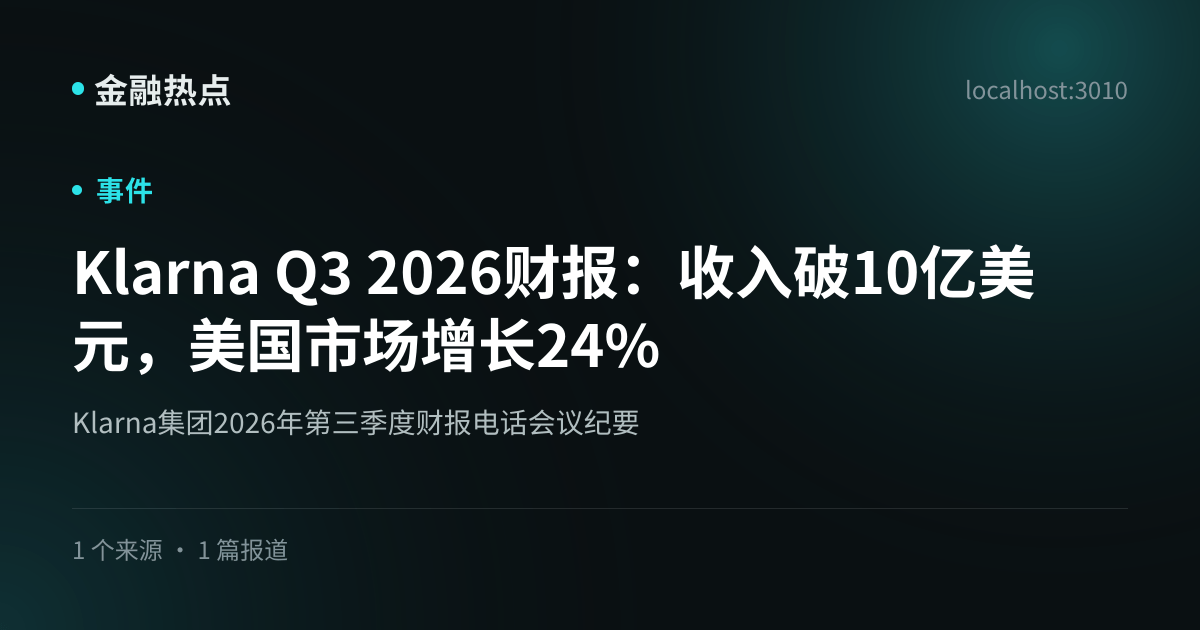 金融热点
localhost:3010
事件
Klarna Q3 2026财报：收入破10亿美
元，美国市场增长24%
Klarna集团2026年第三季度财报电话会议纪要
1 个来源 · 1 篇报道